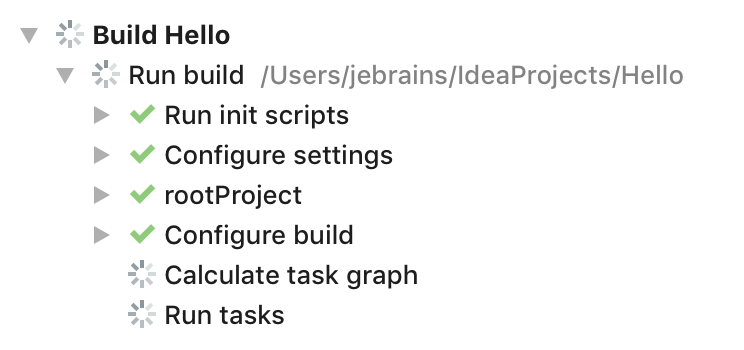 Build Hello
Run build /Users/jebrains/IdeaProjects/Hello
Run init scripts
Configure settings
rootProject
Configure build
Calculate task graph
Run tasks